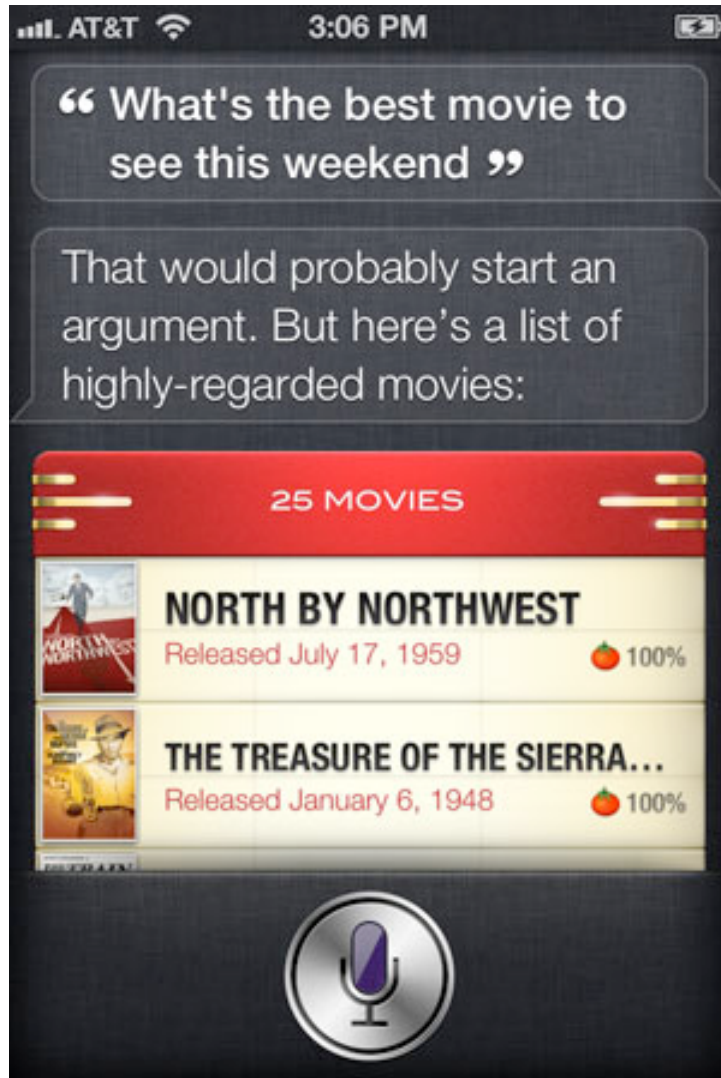 AT&T 3:06 PM
“ What's the best movie to
see this weekend ”
That would probably start an
argument. But here’s a list of
highly-regarded movies:
25 MOVIES
NORTH BY NORTHWEST
Released July 17, 1959 100%
NORTH
NORTHWEST
THE TREASURE OF THE SIERRA...
Released January 6, 1948 100%